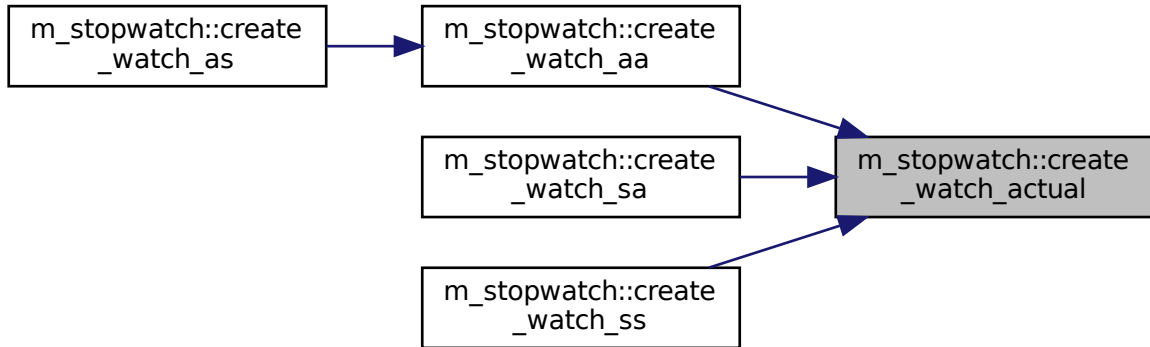 m_stopwatch::create
_watch_as
m_stopwatch::create
_watch_aa
m_stopwatch::create
_watch_sa
m_stopwatch::create
_watch_ss
m_stopwatch::create
_watch_actual